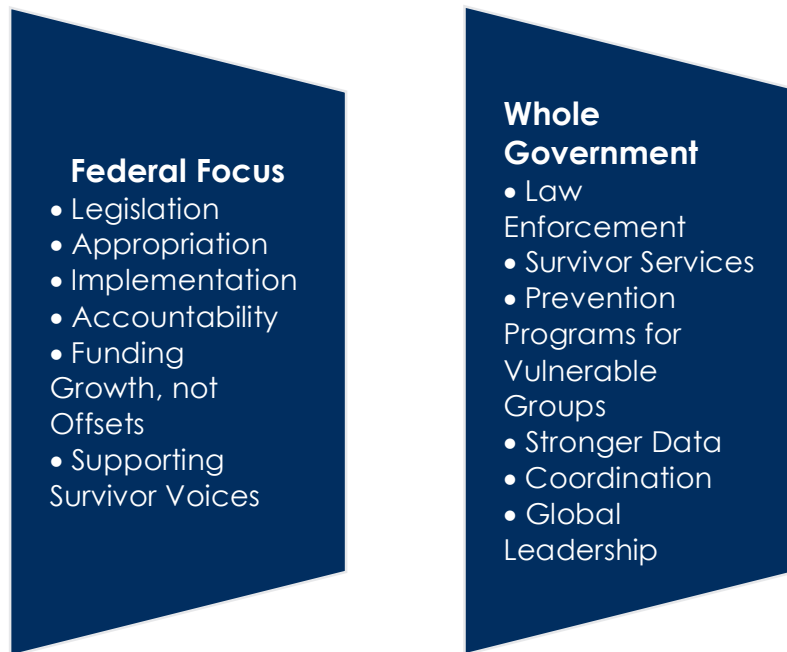 Federal Focus
• Legislation
• Appropriation
• Implementation
• Accountability
• Funding
Growth, not
Offsets
• Supporting
Survivor Voices
Whole
Government
• Law
Enforcement
• Survivor Services
• Prevention
Programs for
Vulnerable
Groups
• Stronger Data
• Coordination
• Global
Leadership